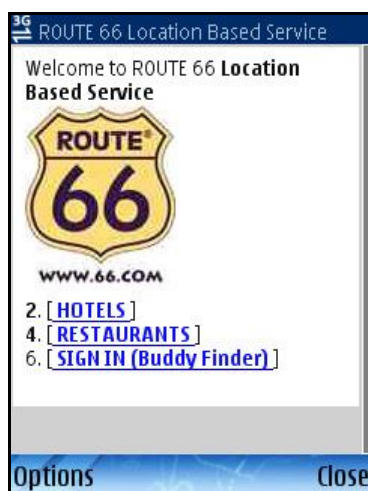 3G
ROUTE 66 Location Based Service
Welcome to ROUTE 66 Location
Based Service
ROUTE®
66
WWW.66.COM
2. [ HOTELS ]
4. [ RESTAURANTS ]
6. [ SIGN IN (Buddy Finder) ]
Options Close